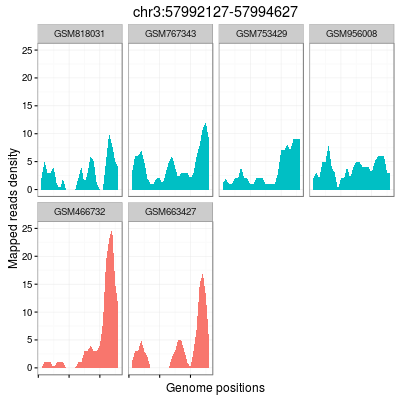 chr3:57992127-57994627
GSM818031 GSM767343 GSM753429 GSM956008
25
20
15
10
5
0
GSM466732 GSM663427
25
20
15
10
5
0
Mapped reads density
Genome positions